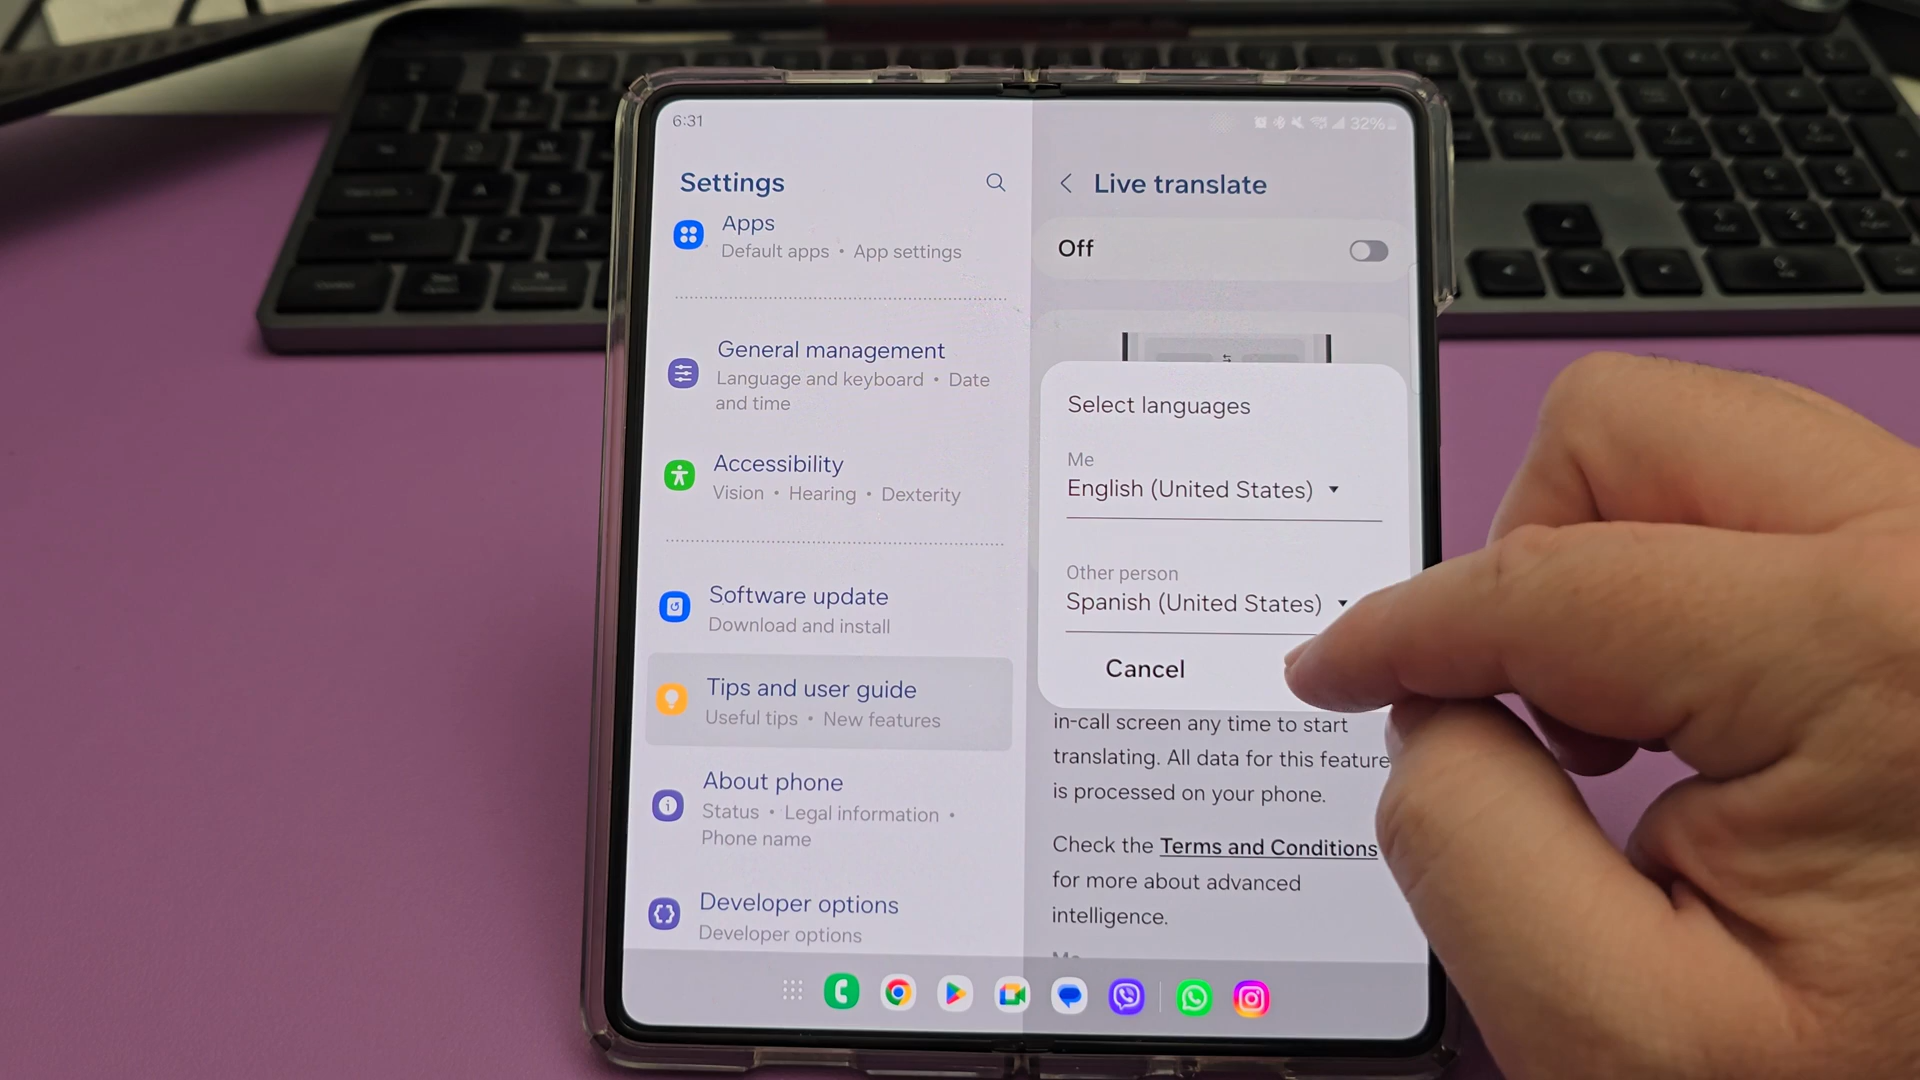 6:31
32%
Settings
Apps
Default apps • App settings
General management
Language and keyboard • Date
and time
Accessibility
Vision • Hearing • Dexterity
Software update
Download and install
Tips and user guide
Useful tips • New features
About phone
Status • Legal information •
Phone name
Developer options
Developer options
Live translate
Off
Select languages
Me
English (United States)
Other person
Spanish (United States)
Cancel
in-call screen any time to start
translating. All data for this feature
is processed on your phone.
Check the Terms and Conditions
for more about advanced
intelligence.